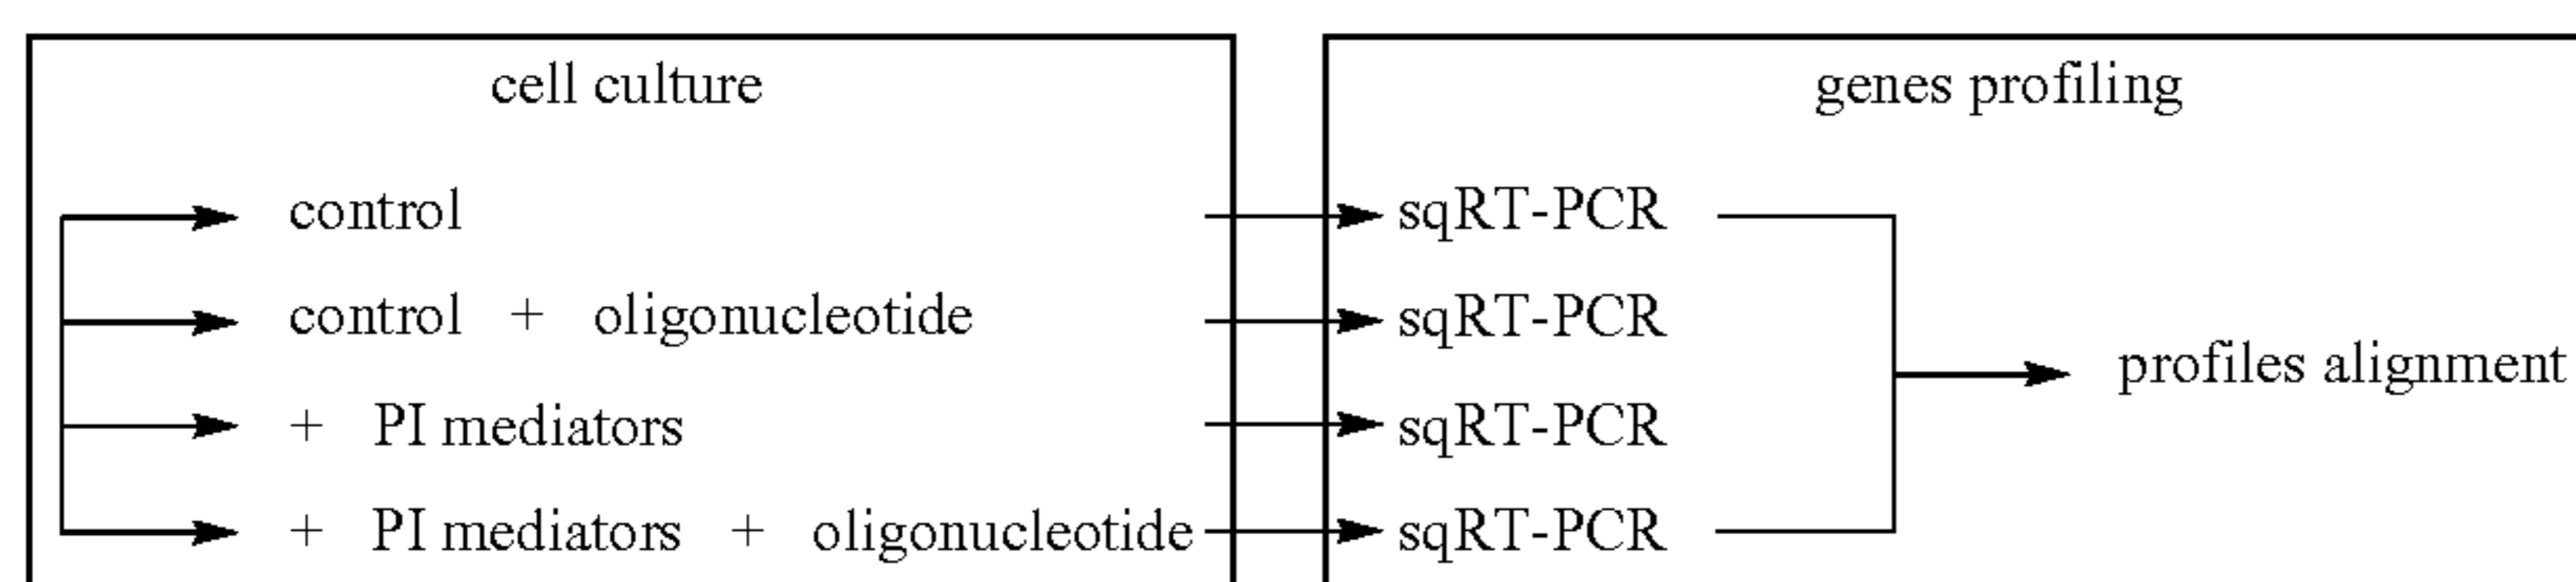 cell culture
genes profiling
control
sqRT-PCR
control + oligonucleotide
sqRT-PCR
profiles alignment
+ PI mediators
sqRT-PCR
+ PI mediators + oligonucleotide
sqRT-PCR